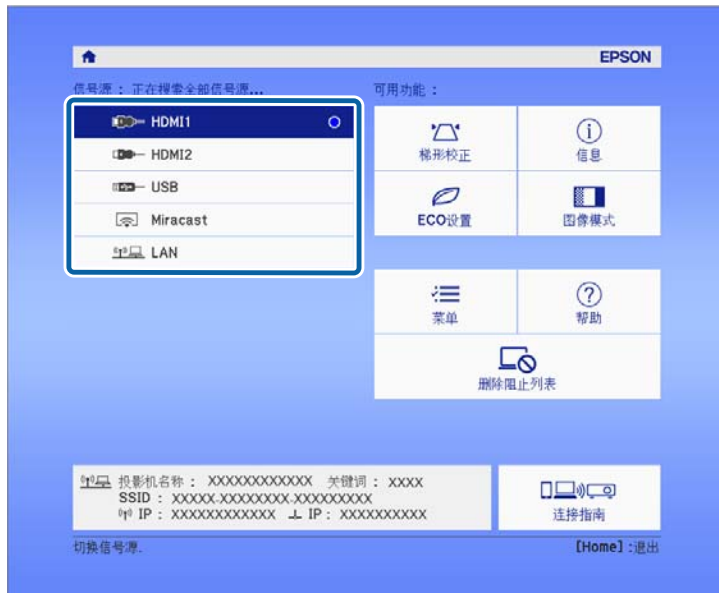 EPSON
信号源 : 正在搜索全部信号源...
HDMI1
HDMI2
USB
Miracast
LAN
可用功能 :
梯形校正
信息
ECO设置
图像模式
菜单
帮助
删除阻止列表
投影机名称 : XXXXXXXXXXXX 关键词 : XXXX
SSID : XXXXX-XXXXXXXX-XXXXXXXXX
IP : XXXXXXXXXXXX IP : XXXXXXXXXX
连接指南
切换信号源.
[Home] :退出